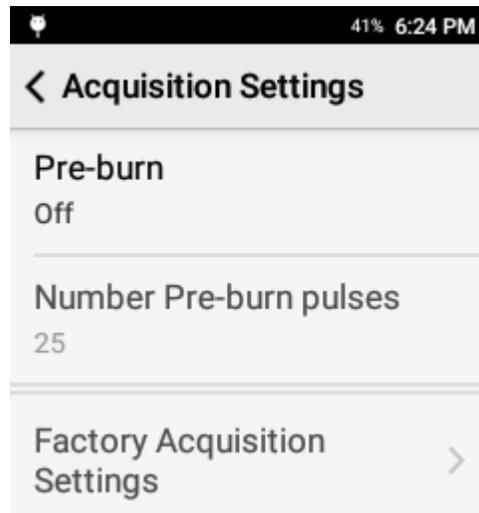 41% 6:24 PM
Acquisition Settings
Pre-burn
Off
Number Pre-burn pulses
25
Factory Acquisition
Settings